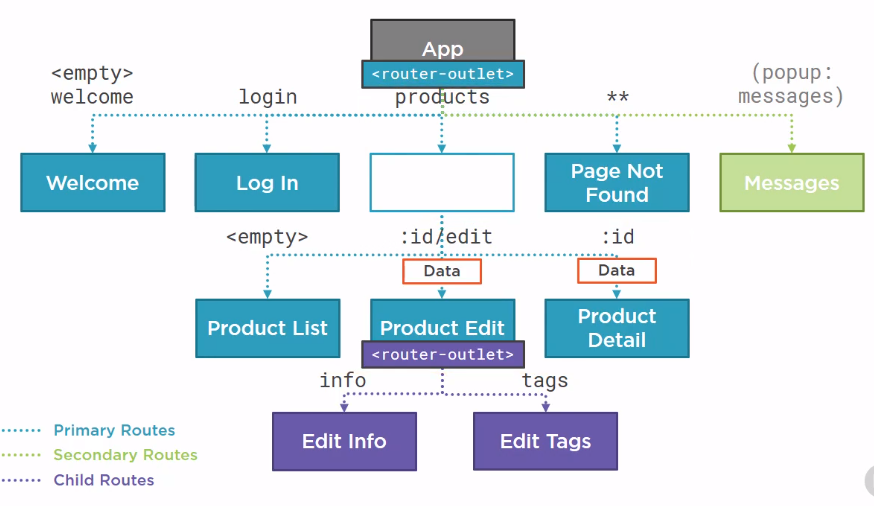 App
<router-outlet>
<empty>
welcome
login
products
**
(popup:
messages)
Welcome
Log In
Page Not
Found
Messages
<empty>
:id/edit
:id
Data
Data
Product List
Product Edit
Product
Detail
<router-outlet>
info
tags
Edit Info
Edit Tags
Primary Routes
Secondary Routes
Child Routes